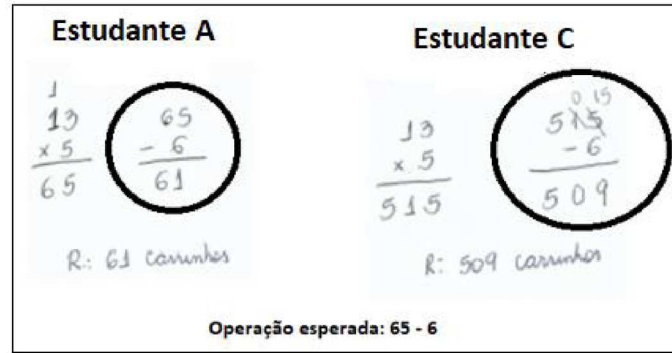 Estudante A
1
13
x 5
65
65
- 6
61
R.: 61 carrinhos
Estudante C
13
x 5
515
0 15
515
- 6
509
R: 509 carrinhos
Operação esperada: 65 - 6